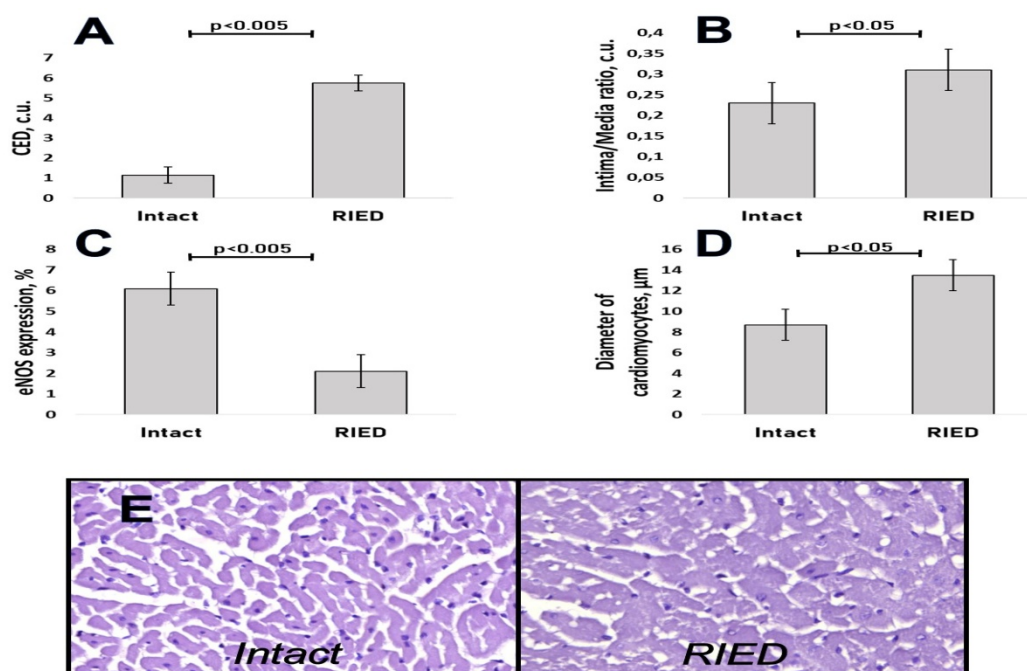 A
p<0.005
CED, c.u.
7
6
5
4
3
2
1
0
Intact RIED
B
p<0.05
Intima/Media ratio, c.u.
0,4
0,35
0,3
0,25
0,2
0,15
0,1
0,05
0
Intact RIED
C
p<0.005
eNOS expression, %
8
7
6
5
4
3
2
1
0
Intact RIED
D
p<0.05
Diameter of
cardiomyocytes, µm
16
14
12
10
8
6
4
2
0
Intact RIED
E
Intact RIED